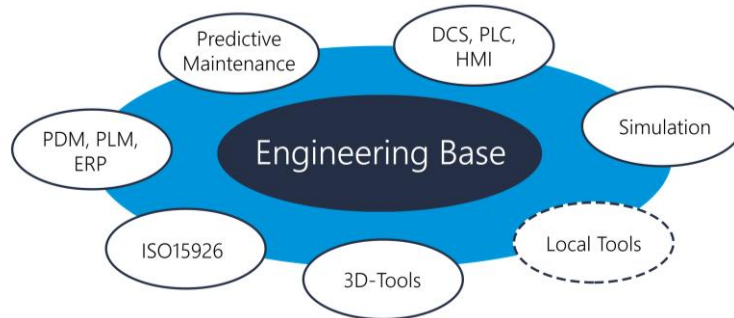 Predictive
Maintenance
DCS, PLC,
HMI
PDM, PLM,
ERP
Engineering Base
Simulation
ISO15926
3D-Tools
Local Tools